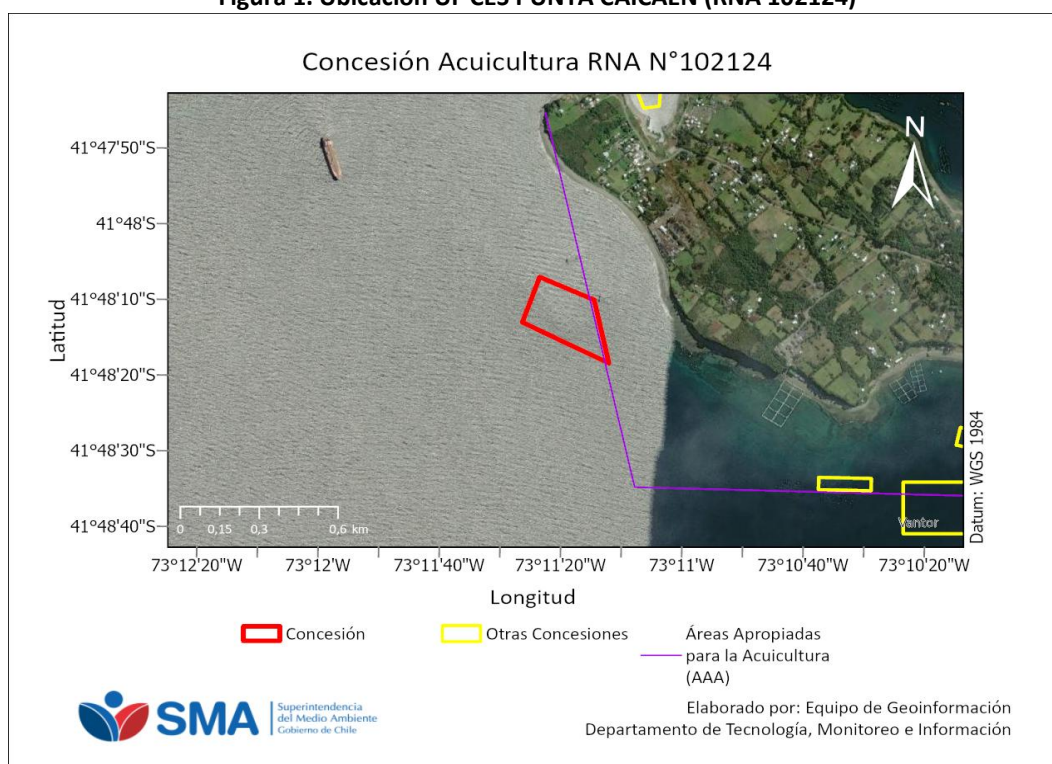 Figura 1. Ubicación UF CES PUNTA CAICAEN (RNA 102124)
Concesión Acuicultura RNA N°102124
N
41°47'50"S
41°48'S
41°48'10"S
41°48'20"S
41°48'30"S
41°48'40"S
Latitud
0 0,15 0,3 0,6 km
Vantor
Datum: WGS 1984
73°12'20"W 73°12'W 73°11'40"W 73°11'20"W 73°11'W 73°10'40"W 73°10'20"W
Longitud
Concesión
Otras Concesiones
Áreas Apropiadas
para la Acuicultura
(AAA)
SMA
Superintendencia
del Medio Ambiente
Gobierno de Chile
Elaborado por: Equipo de Geoinformación
Departamento de Tecnología, Monitoreo e Información